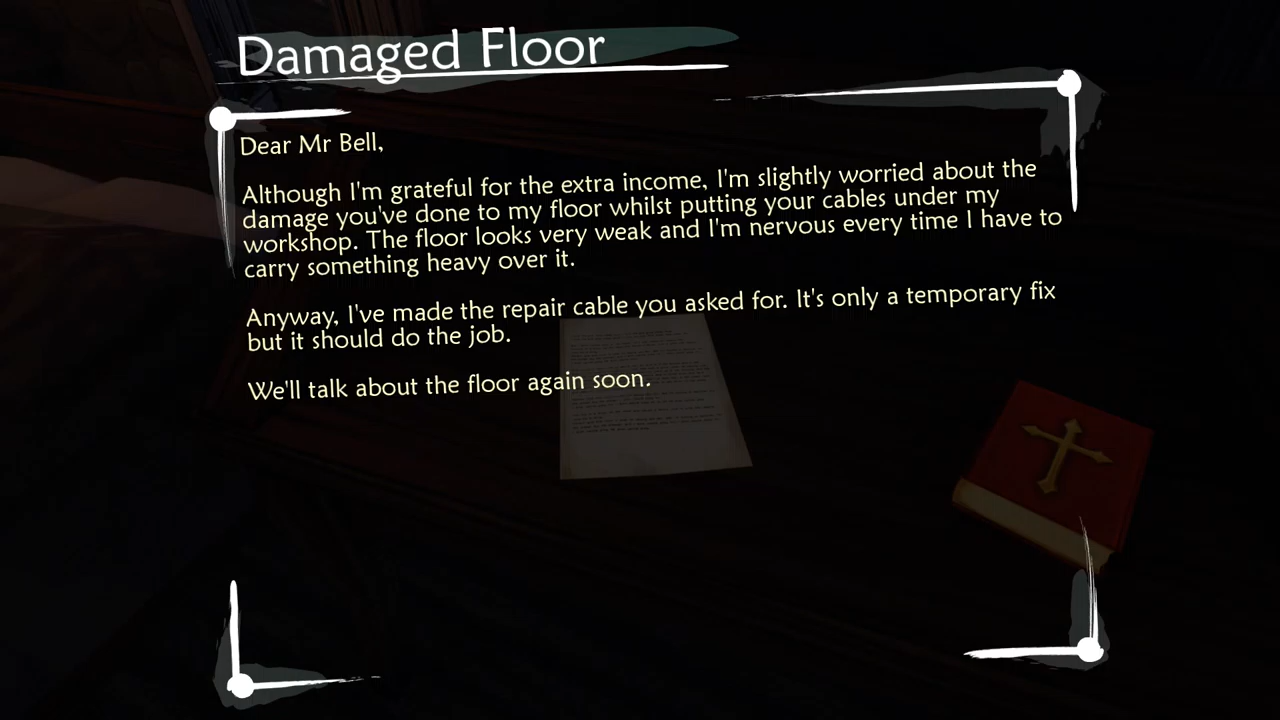 Damaged Floor
Dear Mr Bell,
Although I'm grateful for the extra income, I'm slightly worried about the
damage you've done to my floor whilst putting your cables under my
workshop. The floor looks very weak and I'm nervous every time I have to
carry something heavy over it.
Anyway, I've made the repair cable you asked for. It's only a temporary fix
but it should do the job.
We'll talk about the floor again soon.